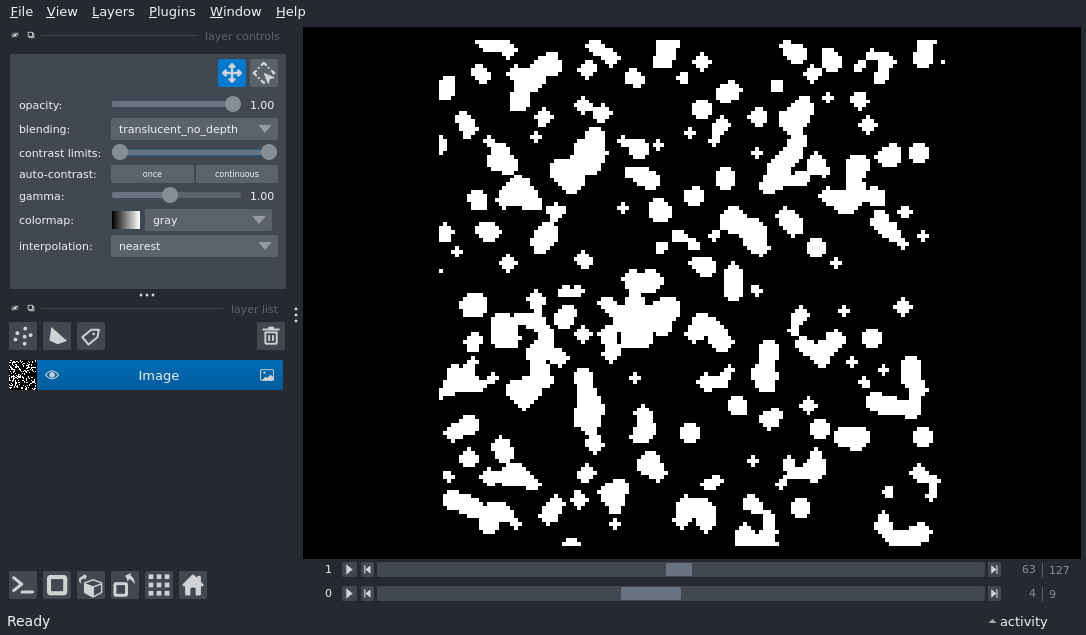 File View Layers Plugins Window Help
layer controls
opacity: 1.00
blending: translucent_no_depth
contrast limits:
auto-contrast: once continuous
gamma: 1.00
colormap: gray
interpolation: nearest
layer list
Image
1 63 127
0 4 9
Ready activity